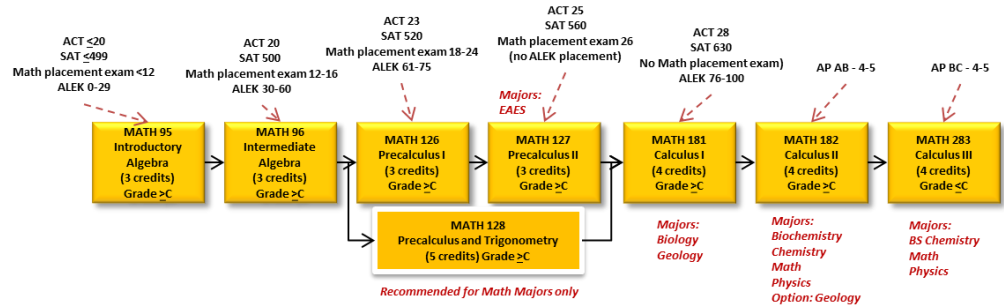 ACT <20
SAT <499
Math placement exam <12
ALEK 0-29
ACT 20
SAT 500
Math placement exam 12-16
ALEK 30-60
ACT 23
SAT 520
Math placement exam 18-24
ALEK 61-75
ACT 25
SAT 560
Math placement exam 26
(no ALEK placement)
ACT 28
SAT 630
No Math placement exam)
ALEK 76-100
AP AB - 4-5
AP BC - 4-5
Majors:
EAES
MATH 95
Introductory
Algebra
(3 credits)
Grade >C
MATH 96
Intermediate
Algebra
(3 credits)
Grade >C
MATH 126
Precalculus I
(3 credits)
Grade >C
MATH 127
Precalculus II
(3 credits)
Grade >C
MATH 181
Calculus I
(4 credits)
Grade >C
MATH 182
Calculus II
(4 credits)
Grade >C
MATH 283
Calculus III
(4 credits)
Grade <C
MATH 128
Precalculus and Trigonometry
(5 credits) Grade >C
Recommended for Math Majors only
Majors:
Biology
Geology
Majors:
Biochemistry
Chemistry
Math
Physics
Option: Geology
Majors:
BS Chemistry
Math
Physics